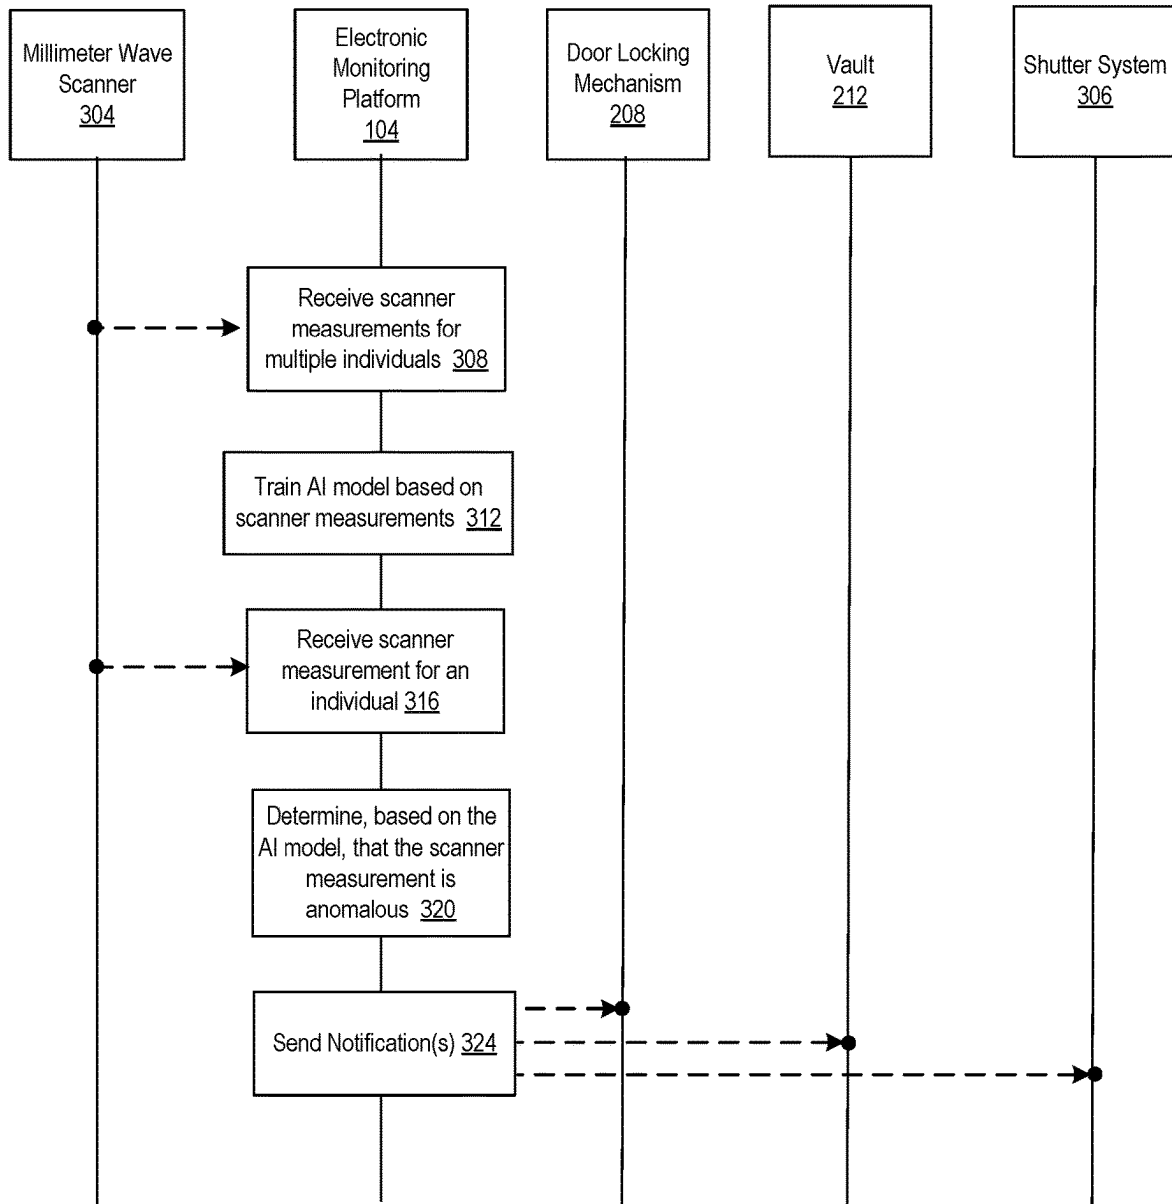 Millimeter Wave
Scanner
304
Electronic
Monitoring
Platform
104
Door Locking
Mechanism
208
Vault
212
Shutter System
306
Receive scanner
measurements for
multiple individuals 308
Train AI model based on
scanner measurements 312
Receive scanner
measurement for an
individual 316
Determine, based on the
AI model, that the scanner
measurement is
anomalous 320
Send Notification(s) 324